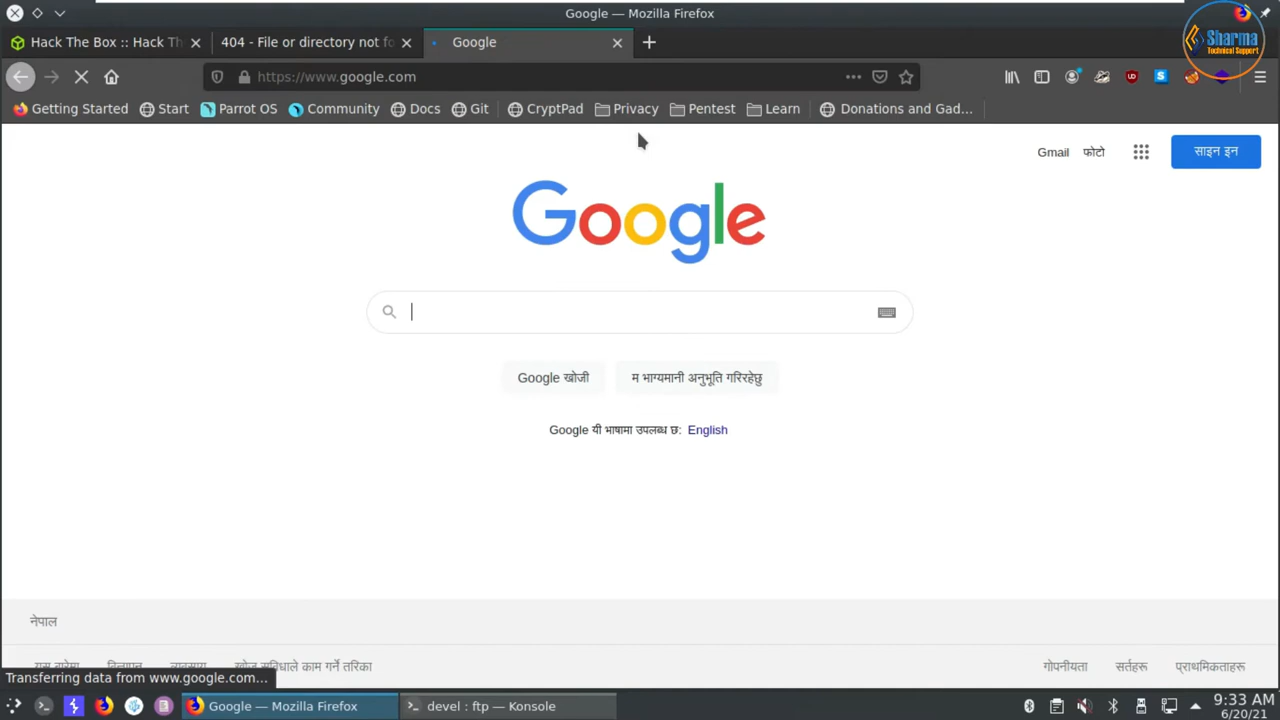 Google — Mozilla Firefox
Hack The Box :: Hack Th
404 - File or directory not fo
Google
https://www.google.com
Getting Started
Start
Parrot OS
Community
Docs
Git
CryptPad
Privacy
Pentest
Learn
Donations and Gad...
Sharma
Technical Support
Gmail
फोटो
साइन इन
Google
Google खोजी
म भाग्यमानी अनुभूति गरिरहेछु
Google यी भाषामा उपलब्ध छ: English
नेपाल
यस बारेमा
विज्ञापन
व्यवसाय
खोज सुविधाले काम गर्ने तरिका
गोपनीयता
सर्तहरू
प्राथमिकताहरू
Transferring data from www.google.com...
Google — Mozilla Firefox
devel : ftp — Konsole
9:33 AM
6/20/21